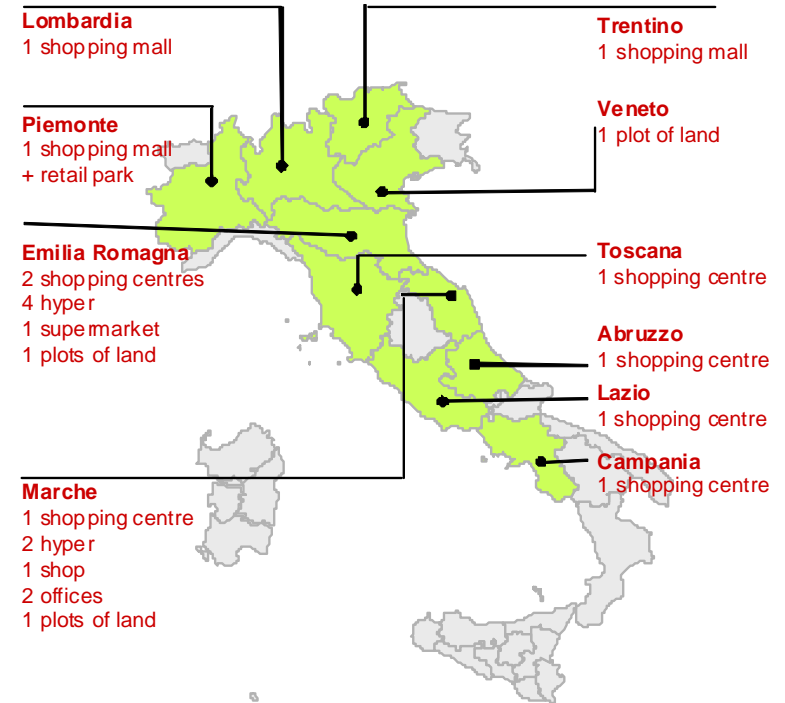 Lombardia
1 shopping mall
Trentino
1 shopping mall
Piemonte
1 shopping mall
+ retail park
Veneto
1 plot of land
Emilia Romagna
2 shopping centres
4 hyper
1 supermarket
1 plots of land
Toscana
1 shopping centre
Abruzzo
1 shopping centre
Lazio
1 shopping centre
Campania
1 shopping centre
Marche
1 shopping centre
2 hyper
1 shop
2 offices
1 plots of land